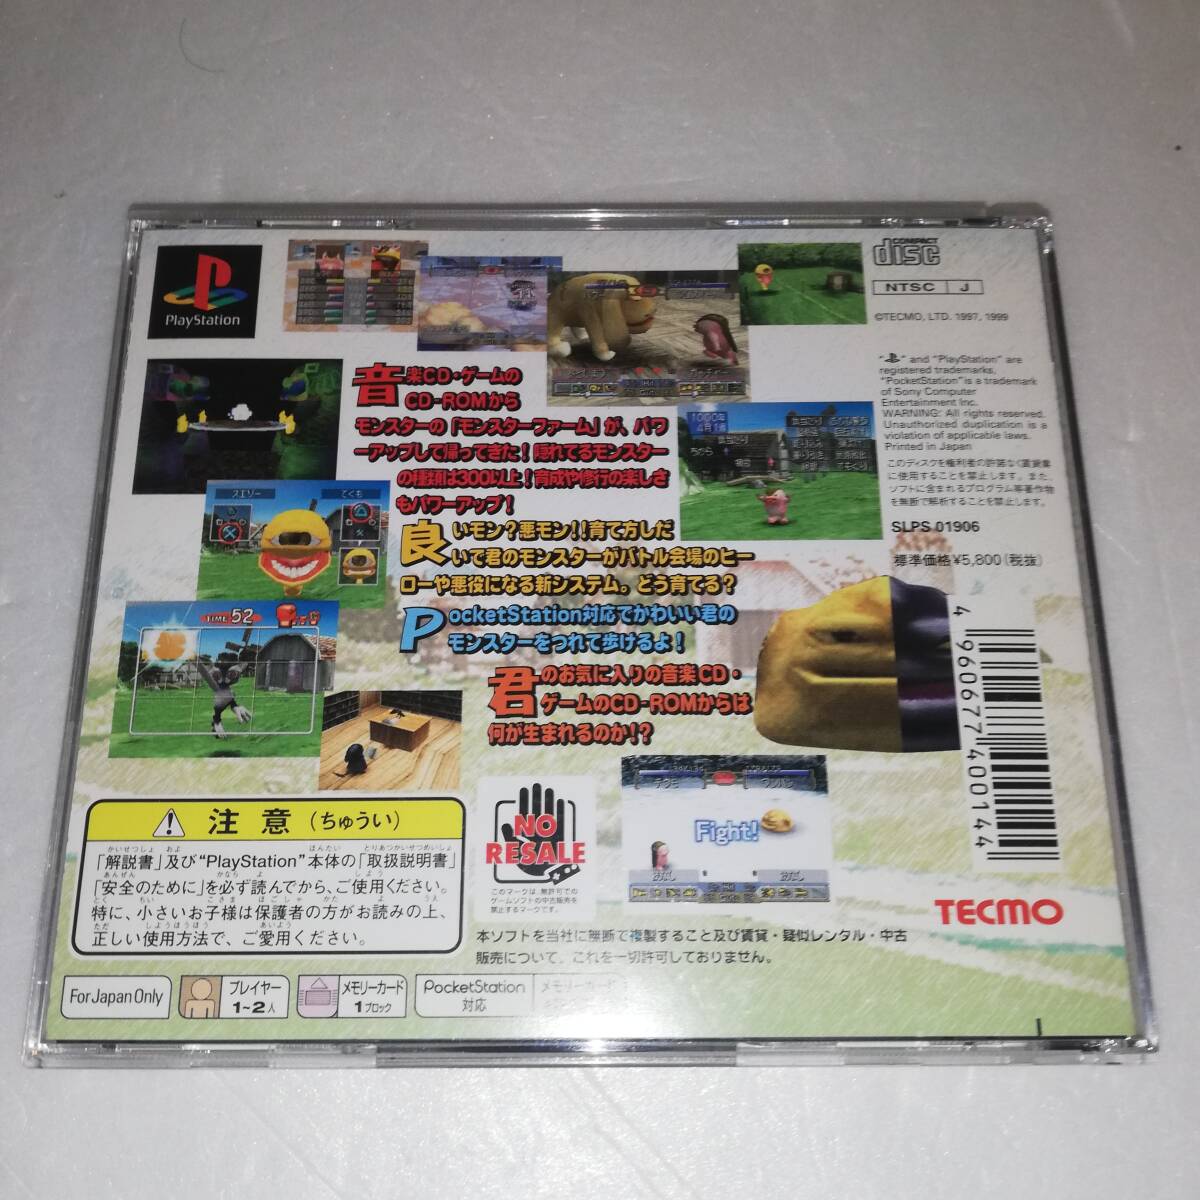 PlayStation
COMPACT
disc
NTSC J
©TECMO, LTD. 1997, 1999
" " and "PlayStation" are
registered trademarks,
"PocketStation" is a trademark
of Sony Computer
Entertainment Inc.
WARNING: All rights reserved.
Unauthorized duplication is a
violation of applicable laws.
Printed in Japan
このディスクを権利者の許諾なく賃貸業
に使用することを禁止します。また、
ソフトに含まれるプログラム等著作物
を無断で解析することを禁止します。
SLPS 01906
標準価格¥5,800(税抜)
音楽CD・ゲームの
CD-ROMから
モンスターの「モンスターファーム」が、パワ
ーアップして帰ってきた!隠れてるモンスター
の種類は300以上!育成や修行の楽しさ
もパワーアップ!
良いモン?悪モン!!育て方しだ
いで君のモンスターがバトル会場のヒー
ローや悪役になる新システム。どう育てる?
PocketStation対応でかわいい君の
モンスターをつれて歩けるよ!
君のお気に入りの音楽CD・
ゲームのCD-ROMからは
何が生まれるのか!?
1000年
4月1週
スエゾー
てくも
TIME 52
Fight!
4 960677 400144
注意(ちゅうい)
「解説書」及び"PlayStation"本体の「取扱説明書」
「安全のために」を必ず読んでから、ご使用ください。
特に、小さいお子様は保護者の方がお読みの上、
正しい使用方法で、ご愛用ください。
NO
RESALE
このマークは、無許可での
ゲームソフトの中古販売を
禁止するマークです。
TECMO
本ソフトを当社に無断で複製すること及び賃貸・疑似レンタル・中古
販売について、これを一切許可しておりません。
For Japan Only
プレイヤー
1~2人
メモリーカード
1ブロック
PocketStation
対応